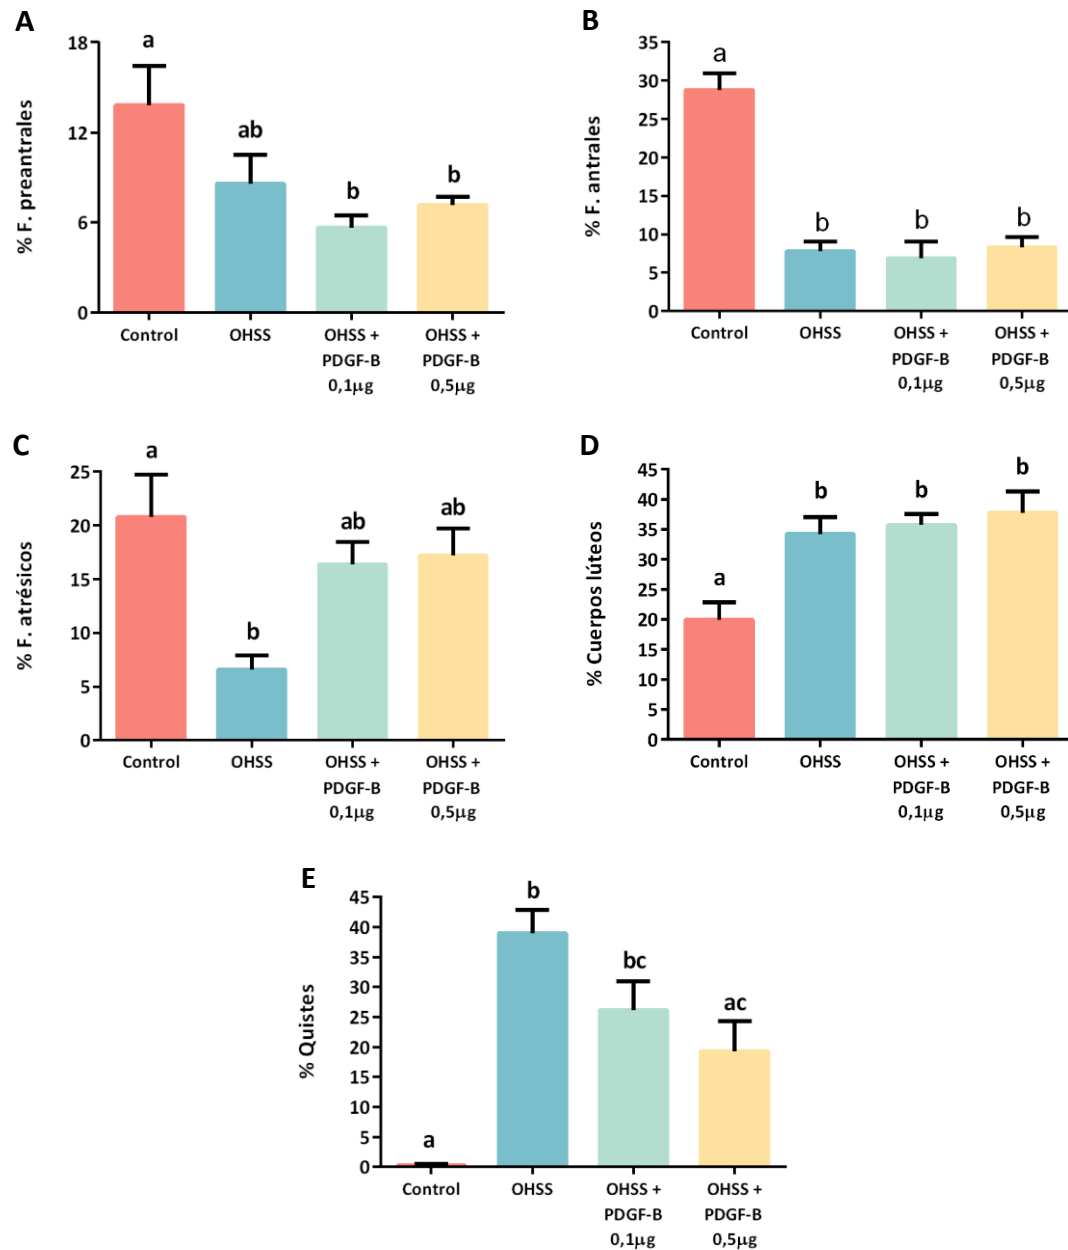 A
% F. preantrales
18
12
6
0
a
ab
b
b
Control
OHSS
OHSS +
PDGF-B
0,1µg
OHSS +
PDGF-B
0,5µg
B
% F. antrales
35
30
25
20
15
10
5
0
a
b
b
b
Control
OHSS
OHSS +
PDGF-B
0,1µg
OHSS +
PDGF-B
0,5µg
C
% F. atrésicos
25
20
15
10
5
0
a
b
ab
ab
Control
OHSS
OHSS +
PDGF-B
0,1µg
OHSS +
PDGF-B
0,5µg
D
% Cuerpos lúteos
45
40
35
30
25
20
15
10
5
0
a
b
b
b
Control
OHSS
OHSS +
PDGF-B
0,1µg
OHSS +
PDGF-B
0,5µg
E
% Quistes
45
40
35
30
25
20
15
10
5
0
a
b
bc
ac
Control
OHSS
OHSS +
PDGF-B
0,1µg
OHSS +
PDGF-B
0,5µg